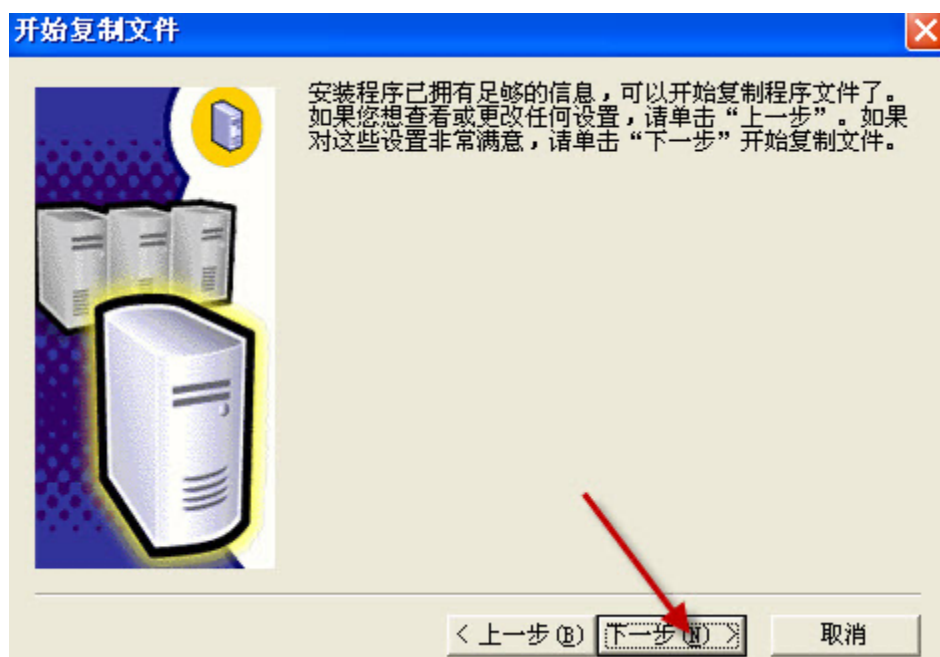 开始复制文件
安装程序已拥有足够的信息，可以开始复制程序文件了。
如果您想查看或更改任何设置，请单击“上一步”。如果
对这些设置非常满意，请单击“下一步”开始复制文件。
< 上一步(B) 下一步(N) > 取消